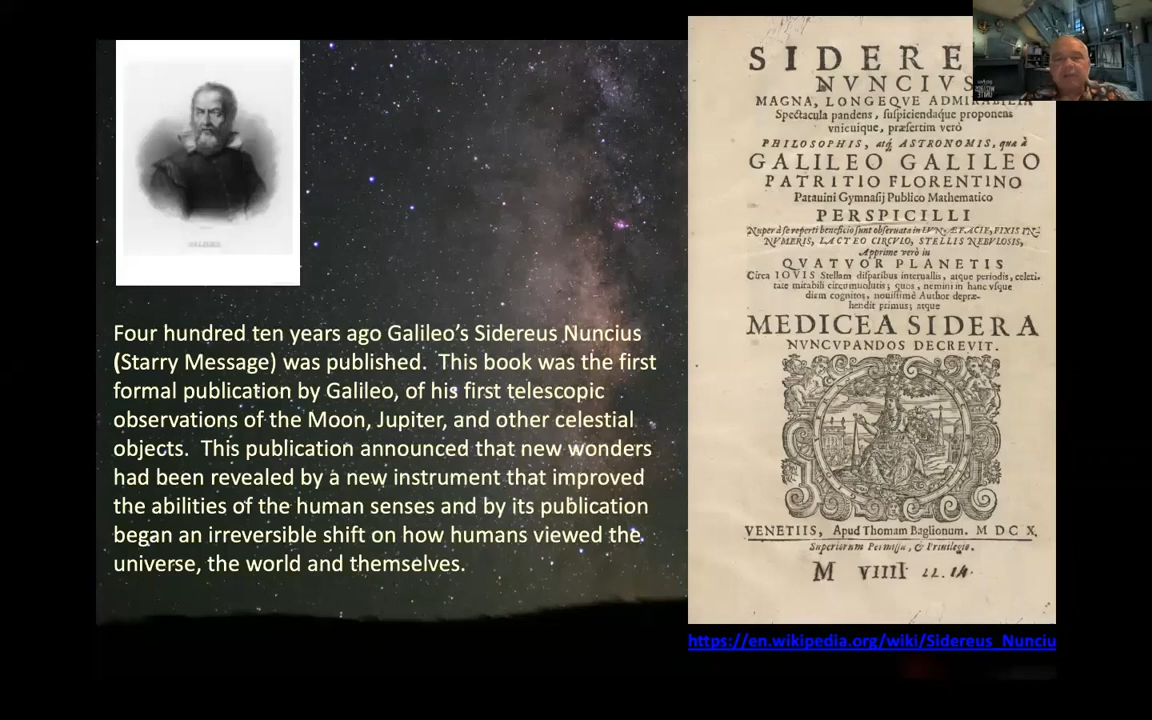 Four hundred ten years ago Galileo's Sidereus Nuncius
(Starry Message) was published. This book was the first
formal publication by Galileo, of his first telescopic
observations of the Moon, Jupiter, and other celestial
objects. This publication announced that new wonders
had been revealed by a new instrument that improved
the abilities of the human senses and by its publication
began an irreversible shift on how humans viewed the
universe, the world and themselves.
SIDERE
NVNCIVS
MAGNA, LONGEQVE ADMIRABILIA
Spectacula pandens, suspiciendaque proponens
vnicuique, præsertim verò
PHILOSOPHIS, atq́ ASTRONOMIS, quæ à
GALILEO GALILEO
PATRITIO FLORENTINO
Patauini Gymnasij Publico Mathematico
PERSPICILLI
Nuper à se reperti beneficio sunt obseruata in LVNÆ FACIE, FIXIS IN-
NVMERIS, LACTEO CIRCVLO, STELLIS NEBVLOSIS,
Apprime verò in
QVATVOR PLANETIS
Circa IOVIS Stellam disparibus interuallis, atque periodis, celeri-
tate mirabili circumuolutis; quos, nemini in hanc vsque
diem cognitos, nouissimè Author depræ-
hendit primus; atque
MEDICEA SIDERA
NVNCVPANDOS DECREVIT.
VENETIIS, Apud Thomam Baglionum. M DC X.
Superiorum Permissu, & Priuilegio.
M VIIII
https://en.wikipedia.org/wiki/Sidereus_Nunciu